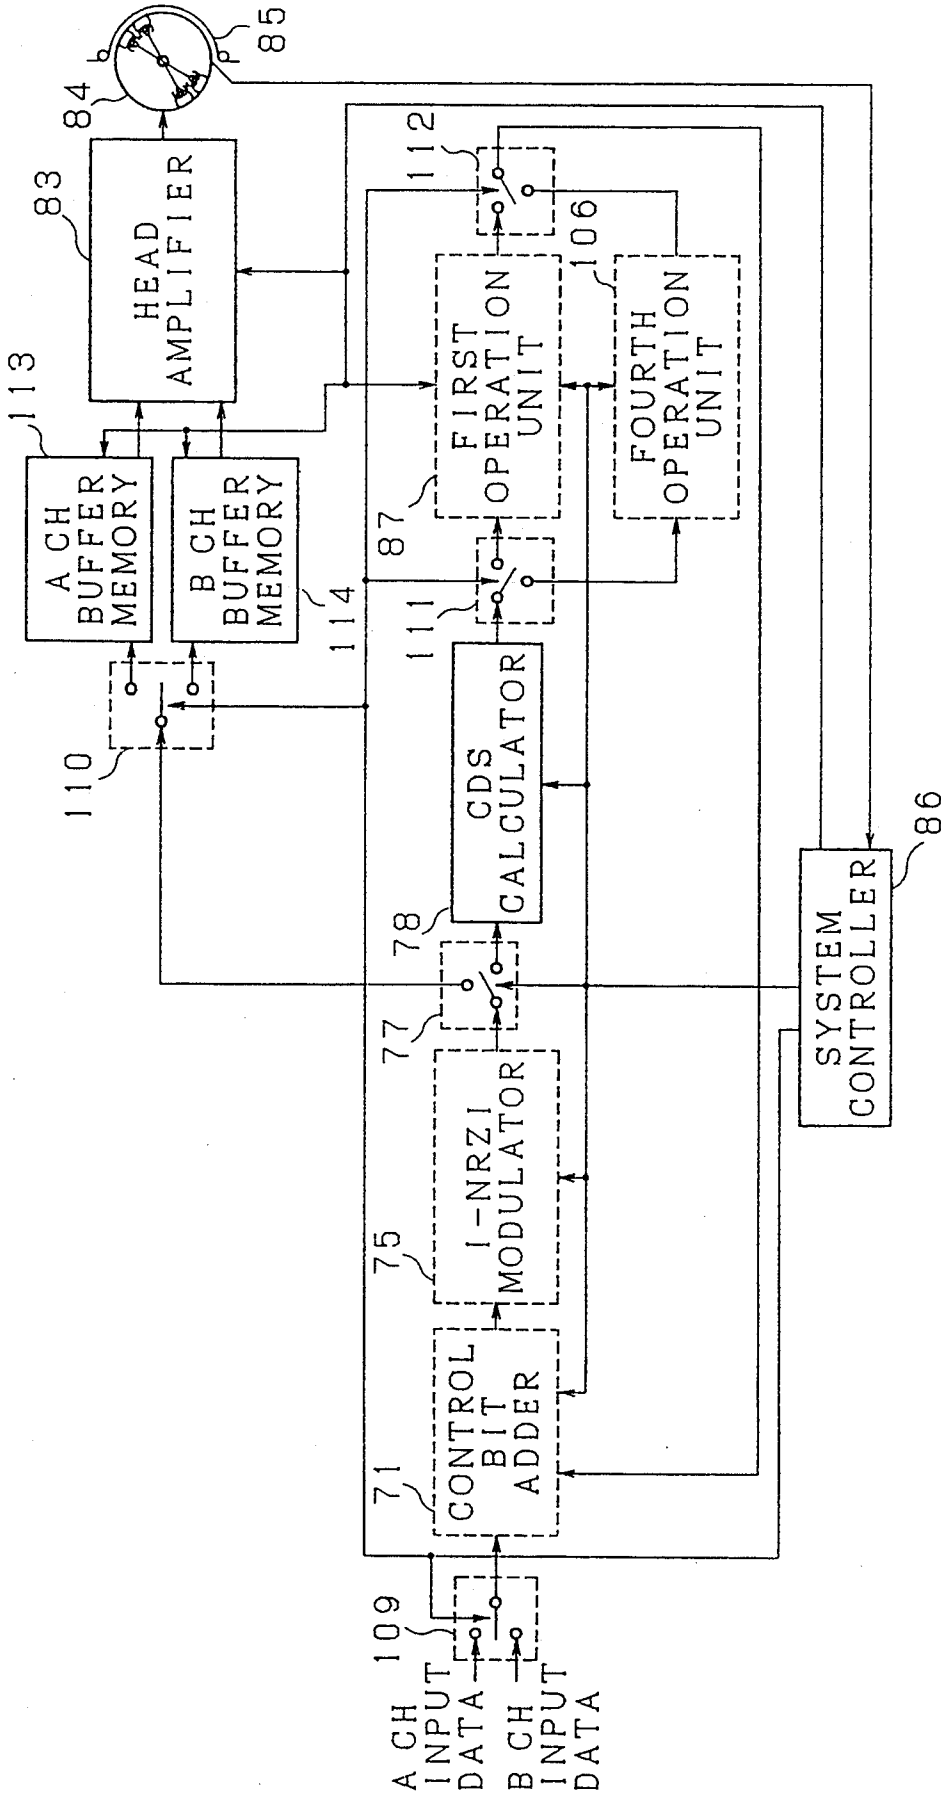 A CH
INPUT
DATA
B CH
INPUT
DATA
109
71
CONTROL
BIT
ADDER
75
I-NRZI
MODULATOR
77
78
CDS
CALCULATOR
110
111
87
FIRST
OPERATION
UNIT
112
106
FOURTH
OPERATION
UNIT
113
A CH
BUFFER
MEMORY
B CH
BUFFER
MEMORY
114
83
HEAD
AMPLIFIER
84
85
SYSTEM
CONTROLLER
86